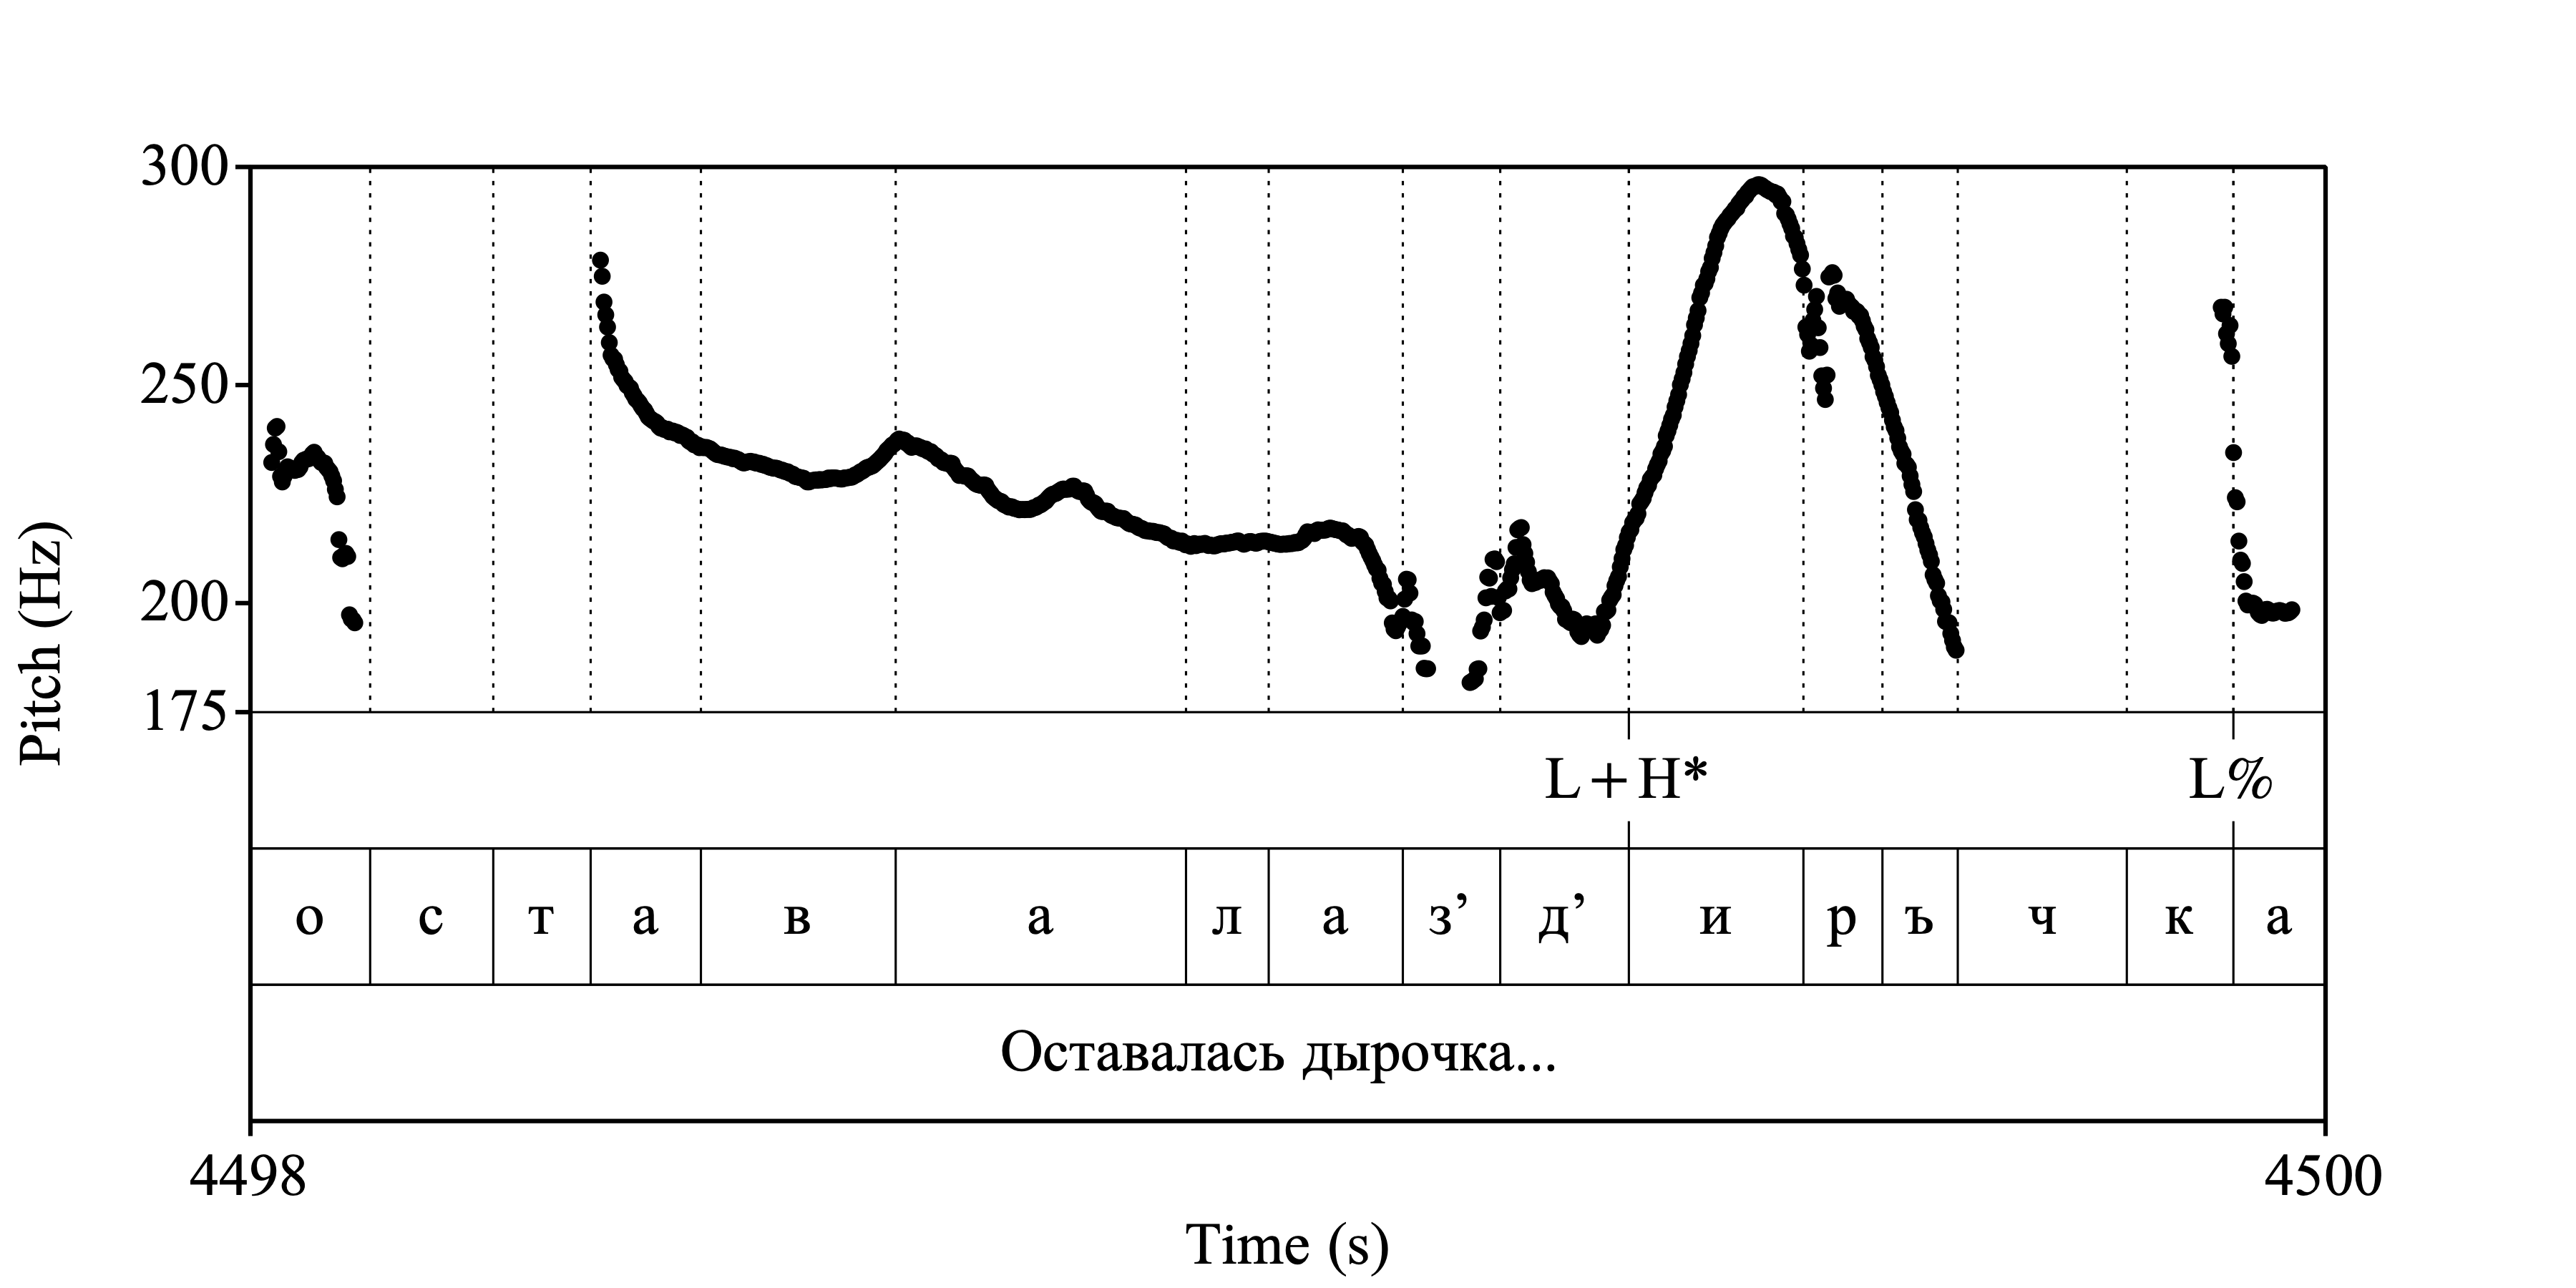 300
250
200
175
Pitch (Hz)
L+H* L%
о с т а в а л а з’ д’ и р ъ ч к а
Оставалась дырочка...
4498 4500
Time (s)